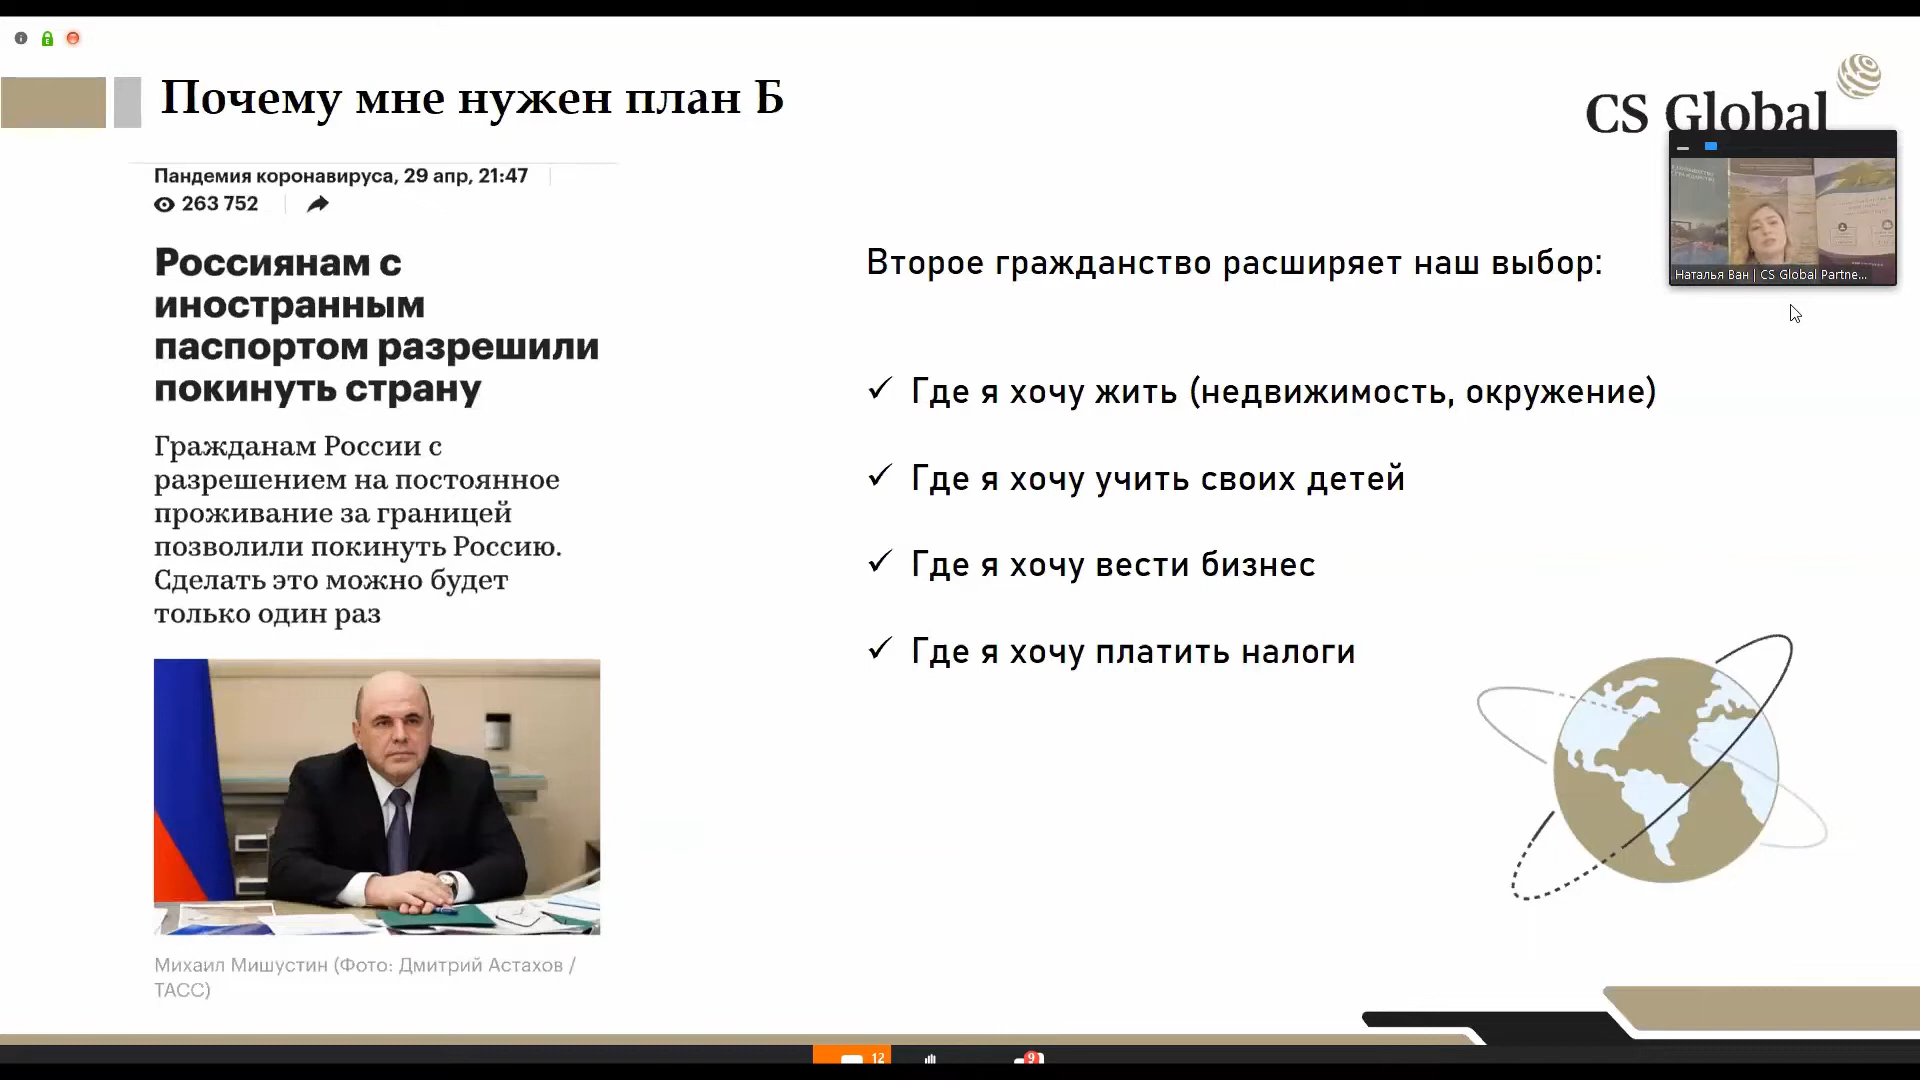 Почему мне нужен план Б
CS Global
Пандемия коронавируса, 29 апр, 21:47
263 752
Россиянам с
иностранным
паспортом разрешили
покинуть страну
Гражданам России с
разрешением на постоянное
проживание за границей
позволили покинуть Россию.
Сделать это можно будет
только один раз
Михаил Мишустин (Фото: Дмитрий Астахов /
ТАСС)
Второе гражданство расширяет наш выбор:
Где я хочу жить (недвижимость, окружение)
Где я хочу учить своих детей
Где я хочу вести бизнес
Где я хочу платить налоги
Наталья Ван | CS Global Partne...
12
9